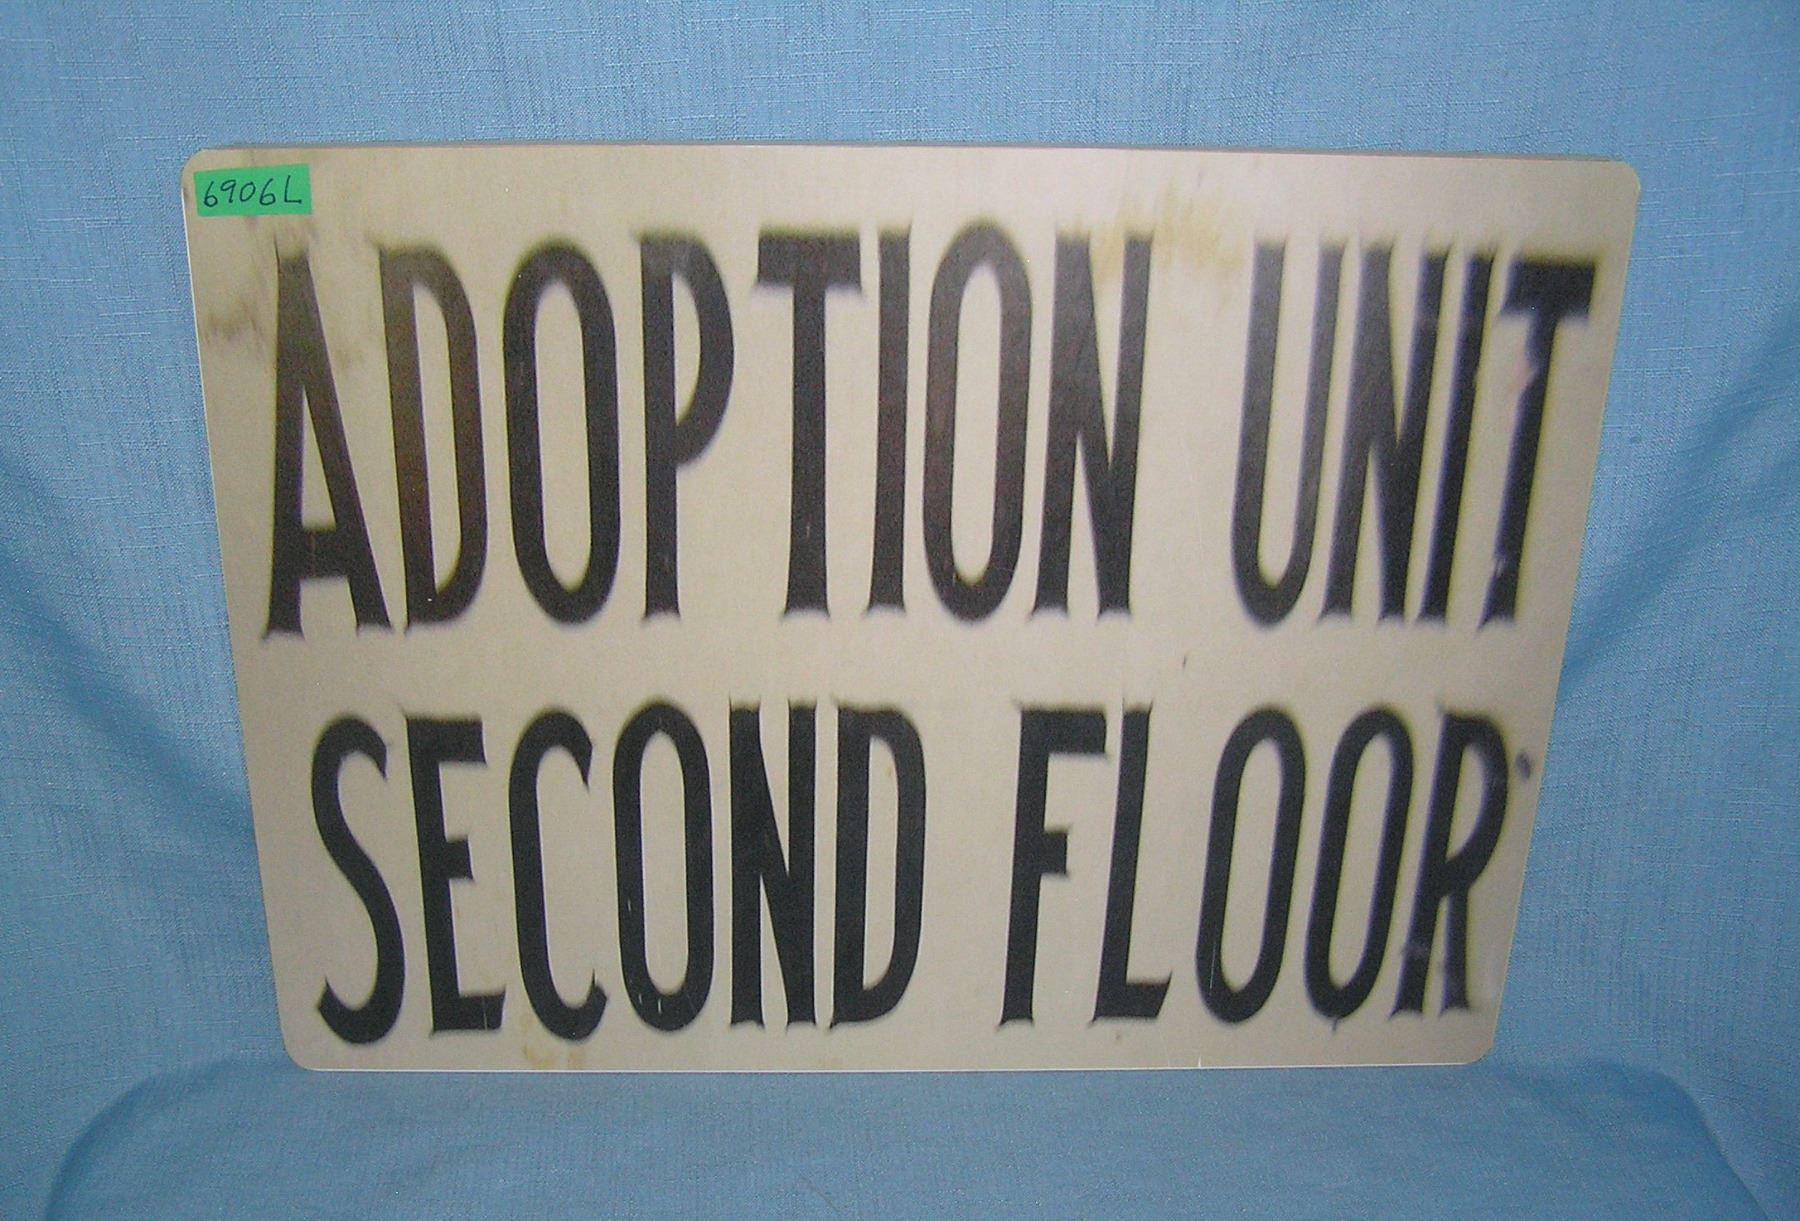 6906L
ADOPTION UNIT
SECOND FLOOR